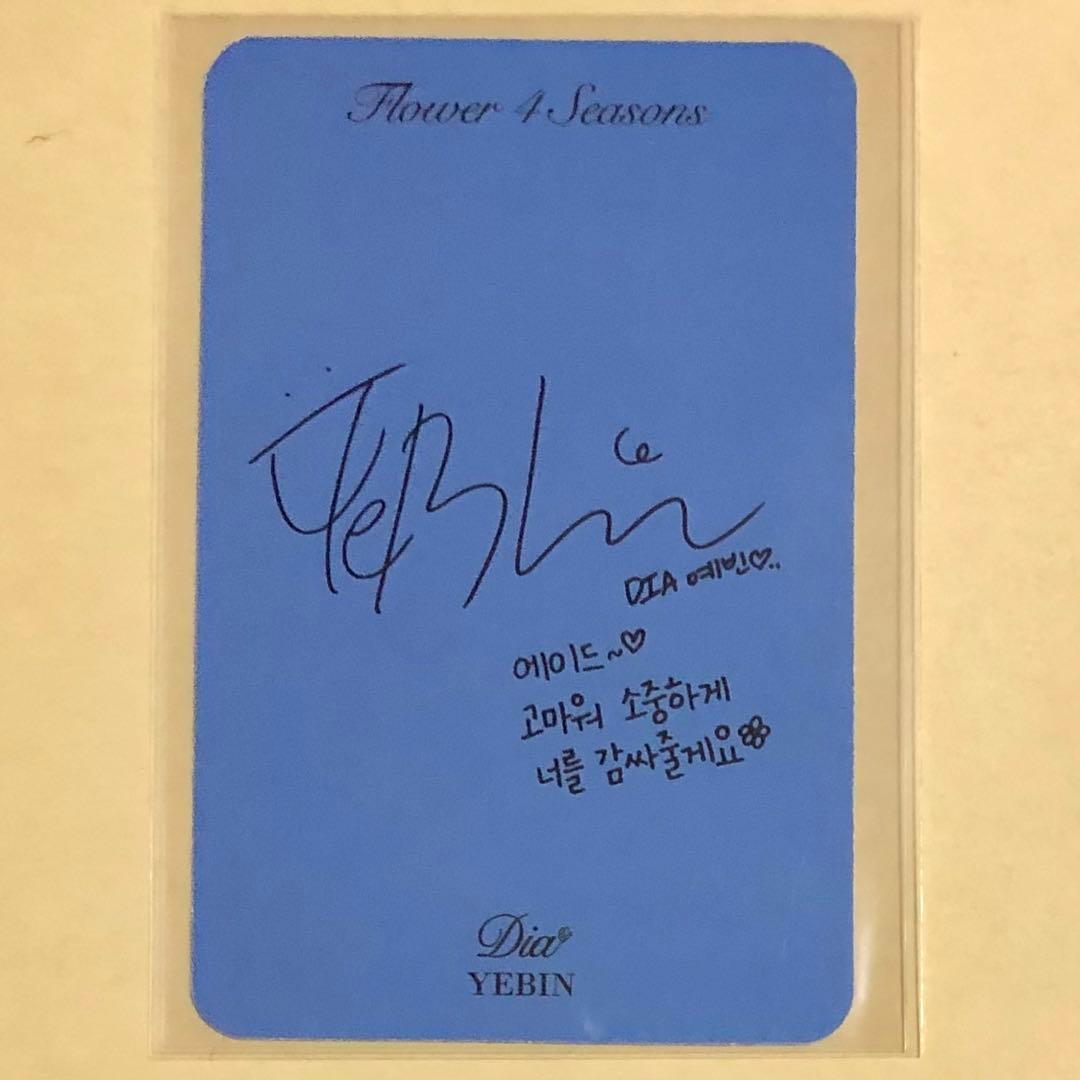 Flower 4 Seasons
YeBin
DIA 예빈♡..
에이드~♡
고마워 소중하게
너를 감싸줄게요
Dia
YEBIN